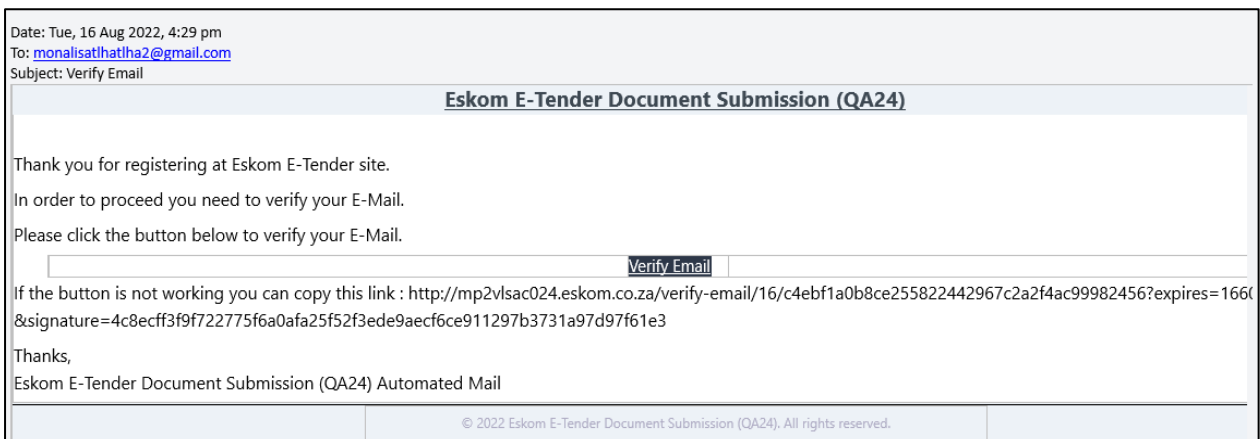 Date: Tue, 16 Aug 2022, 4:29 pm
To: monalisatlhatlha2@gmail.com
Subject: Verify Email
Eskom E-Tender Document Submission (QA24)
Thank you for registering at Eskom E-Tender site.
In order to proceed you need to verify your E-Mail.
Please click the button below to verify your E-Mail.
Verify Email
If the button is not working you can copy this link : http://mp2vlsac024.eskom.co.za/verify-email/16/c4ebf1a0b8ce255822442967c2a2f4ac99982456?expires=166
&signature=4c8ecff3f9f722775f6a0afa25f52f3ede9aecf6ce911297b3731a97d97f61e3
Thanks,
Eskom E-Tender Document Submission (QA24) Automated Mail
© 2022 Eskom E-Tender Document Submission (QA24). All rights reserved.